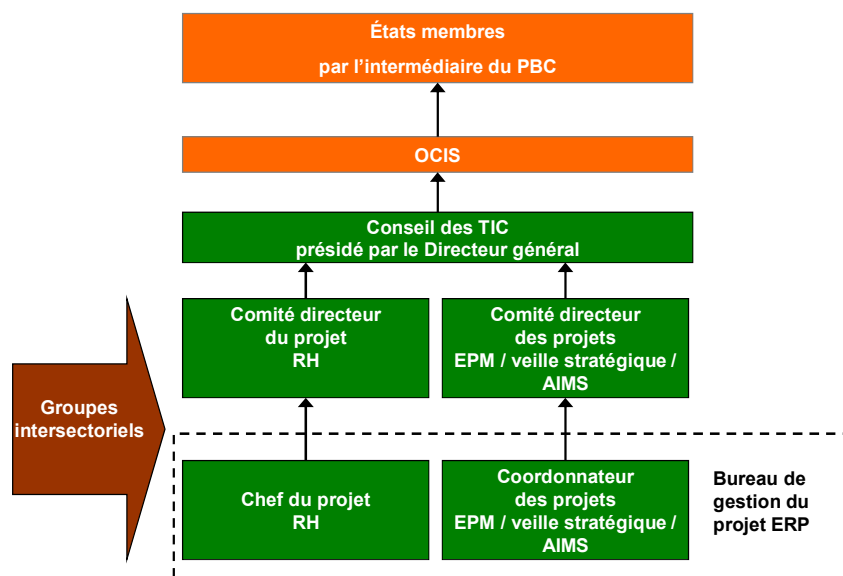 États membres
par l'intermédiaire du PBC
OCIS
Conseil des TIC
présidé par le Directeur général
Comité directeur
du projet
RH
Comité directeur
des projets
EPM / veille stratégique /
AIMS
Groupes
intersectoriels
Chef du projet
RH
Coordonnateur
des projets
EPM / veille stratégique /
AIMS
Bureau de
gestion du
projet ERP